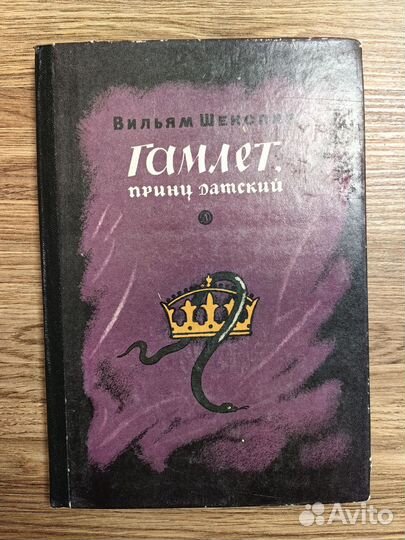 Вильям Шекспир
Гамлет,
принц датский
Avito